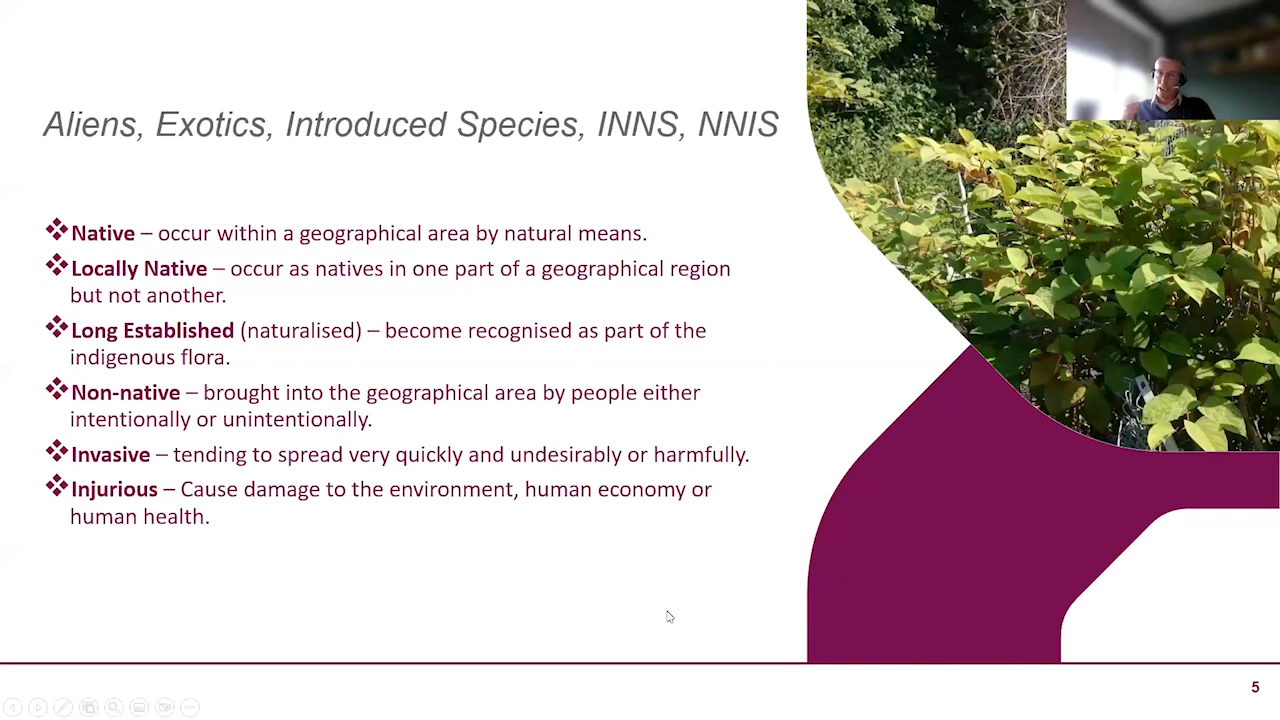 Aliens, Exotics, Introduced Species, INNS, NNIS
❖Native – occur within a geographical area by natural means.
❖Locally Native – occur as natives in one part of a geographical region
but not another.
❖Long Established (naturalised) – become recognised as part of the
indigenous flora.
❖Non-native – brought into the geographical area by people either
intentionally or unintentionally.
❖Invasive – tending to spread very quickly and undesirably or harmfully.
❖Injurious – Cause damage to the environment, human economy or
human health.
5